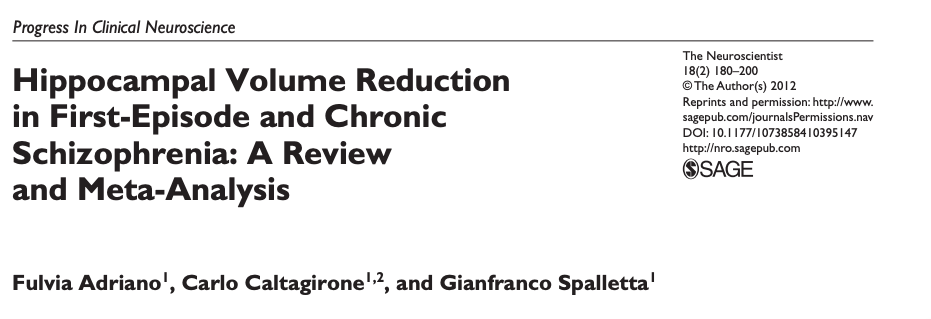 Progress In Clinical Neuroscience
Hippocampal Volume Reduction
in First-Episode and Chronic
Schizophrenia: A Review
and Meta-Analysis
The Neuroscientist
18(2) 180–200
© The Author(s) 2012
Reprints and permission: http://www.
sagepub.com/journalsPermissions.nav
DOI: 10.1177/1073858410395147
http://nro.sagepub.com
SAGE
Fulvia Adriano¹, Carlo Caltagirone¹,², and Gianfranco Spalletta¹